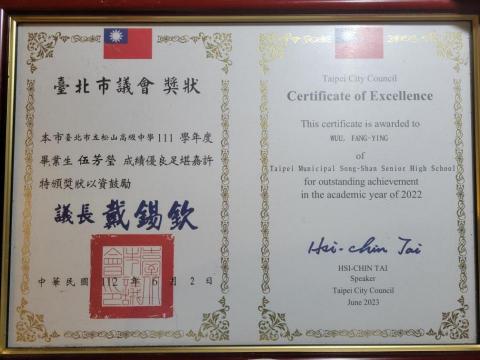 臺北市議會 獎狀
本市臺北市立松山高級中學111 學年度
畢業生 伍芳瑩 成績優良足堪嘉許
特頒獎狀以資鼓勵
議長 戴錫欽
中華民國 112 年 6 月 2 日
Taipei City Council
Certificate of Excellence
This certificate is awarded to
WUU, FANG-YING
of
Taipei Municipal Song-Shan Senior High School
for outstanding achievement
in the academic year of 2022
Hsi-chin Tai
HSI-CHIN TAI
Speaker
Taipei City Council
June 2023